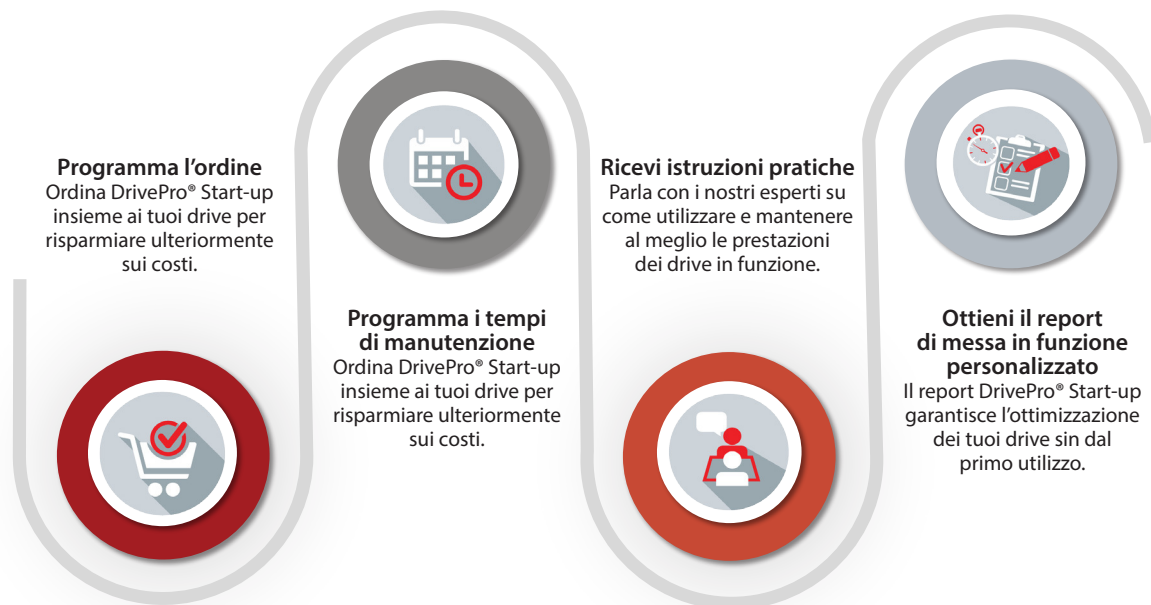 Programma l’ordine
Ordina DrivePro® Start-up
insieme ai tuoi drive per
risparmiare ulteriormente
sui costi.
Programma i tempi
di manutenzione
Ordina DrivePro® Start-up
insieme ai tuoi drive per
risparmiare ulteriormente
sui costi.
Ricevi istruzioni pratiche
Parla con i nostri esperti su
come utilizzare e mantenere
al meglio le prestazioni
dei drive in funzione.
Ottieni il report
di messa in funzione
personalizzato
Il report DrivePro® Start-up
garantisce l’ottimizzazione
dei tuoi drive sin dal
primo utilizzo.